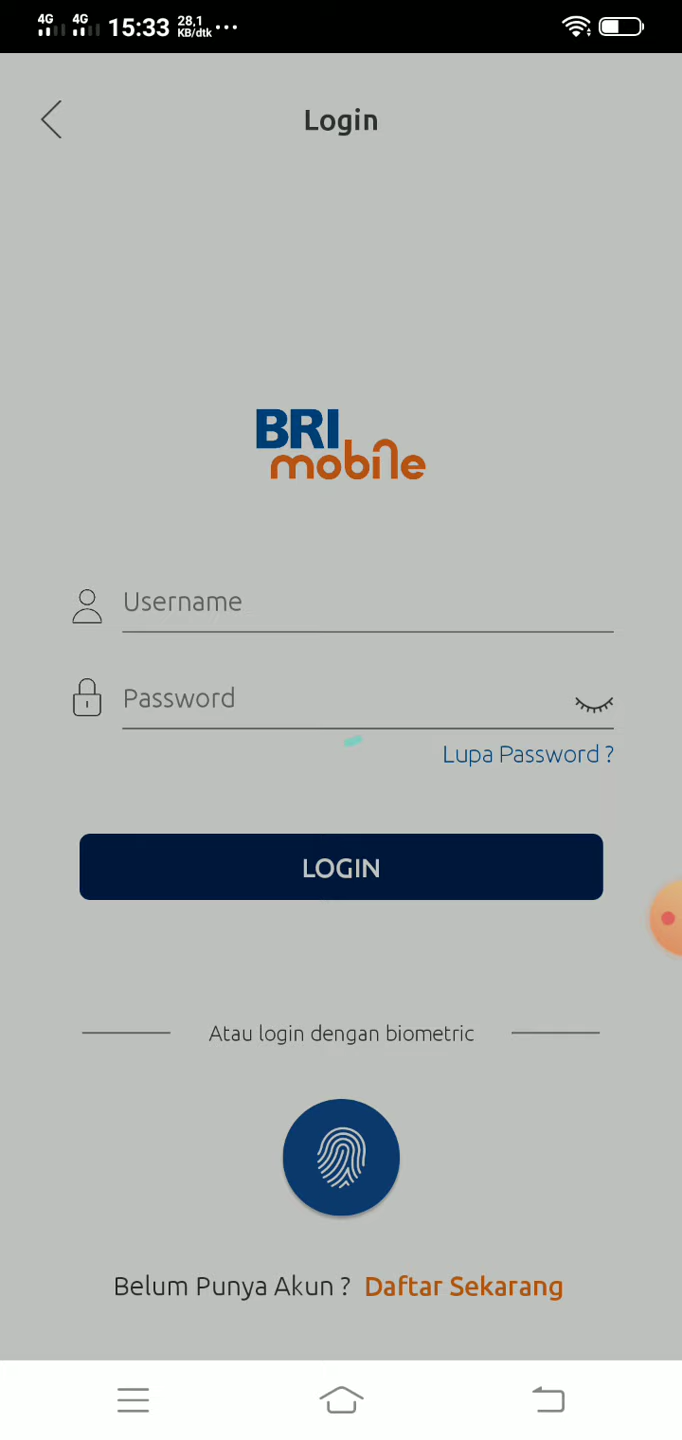 4G 4G 15:33 28,1 KB/dtk ...
Login
BRI
mobile
Username
Password
Lupa Password ?
LOGIN
Atau login dengan biometric
Belum Punya Akun ? Daftar Sekarang